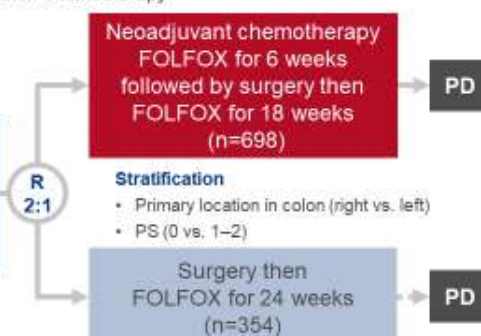 Neoadjuvant chemotherapy
FOLFOX for 6 weeks
followed by surgery then
FOLFOX for 18 weeks
(n=698)
PD
R
2:1
Stratification
• Primary location in colon (right vs. left)
• PS (0 vs. 1–2)
Surgery then
FOLFOX for 24 weeks
(n=354)
PD